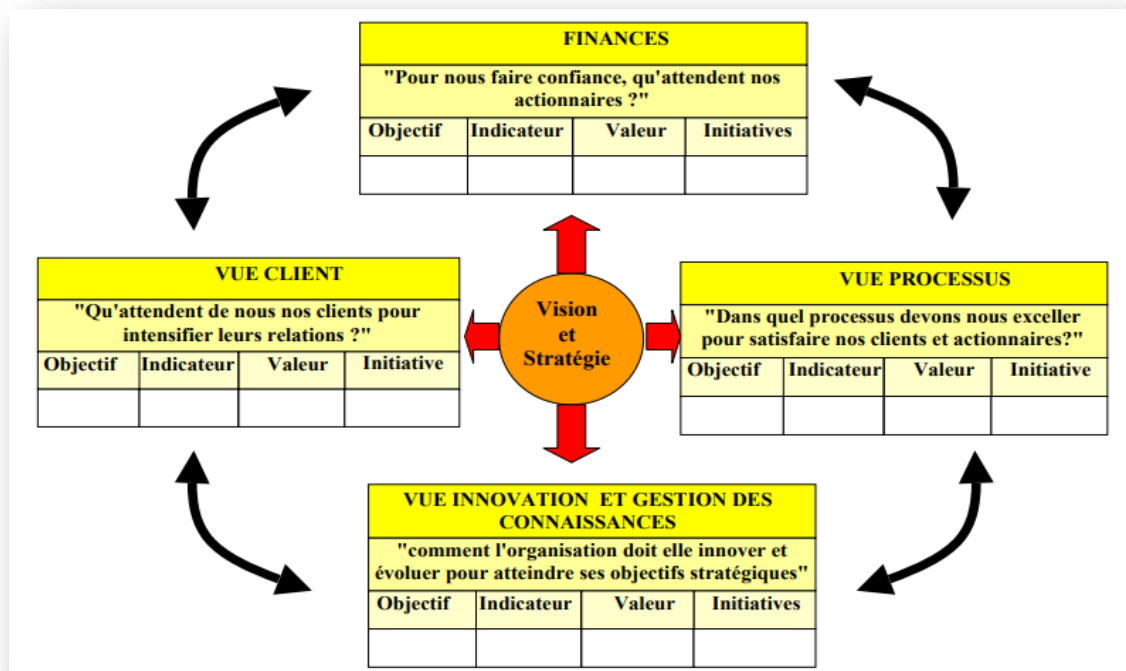 FINANCES
"Pour nous faire confiance, qu'attendent nos
actionnaires ?"
Objectif Indicateur Valeur Initiatives
VUE CLIENT
"Qu'attendent de nous nos clients pour
intensifier leurs relations ?"
Objectif Indicateur Valeur Initiative
Vision
et
Stratégie
VUE PROCESSUS
"Dans quel processus devons nous exceller
pour satisfaire nos clients et actionnaires?"
Objectif Indicateur Valeur Initiative
VUE INNOVATION ET GESTION DES
CONNAISSANCES
"comment l'organisation doit elle innover et
évoluer pour atteindre ses objectifs stratégiques"
Objectif Indicateur Valeur Initiatives